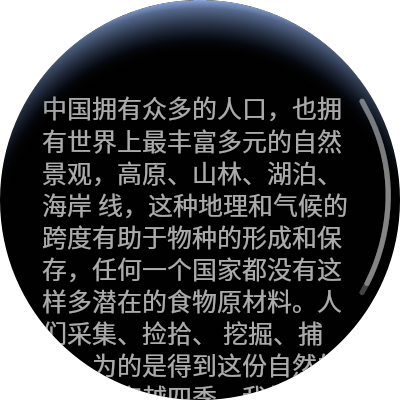 中国拥有众多的人口，也拥
有世界上最丰富多元的自然
景观，高原、山林、湖泊、
海岸 线，这种地理和气候的
跨度有助于物种的形成和保
存，任何一个国家都没有这
样多潜在的食物原材料。人
们采集、捡拾、 挖掘、捕
为的是得到这份自然
四季